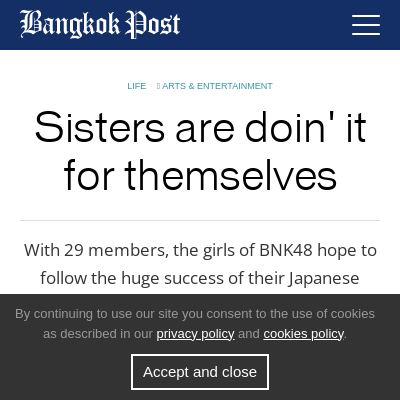 Bangkok Post
LIFE ARTS & ENTERTAINMENT
Sisters are doin' it
for themselves
With 29 members, the girls of BNK48 hope to
follow the huge success of their Japanese
By continuing to use our site you consent to the use of cookies
as described in our privacy policy and cookies policy.
Accept and close